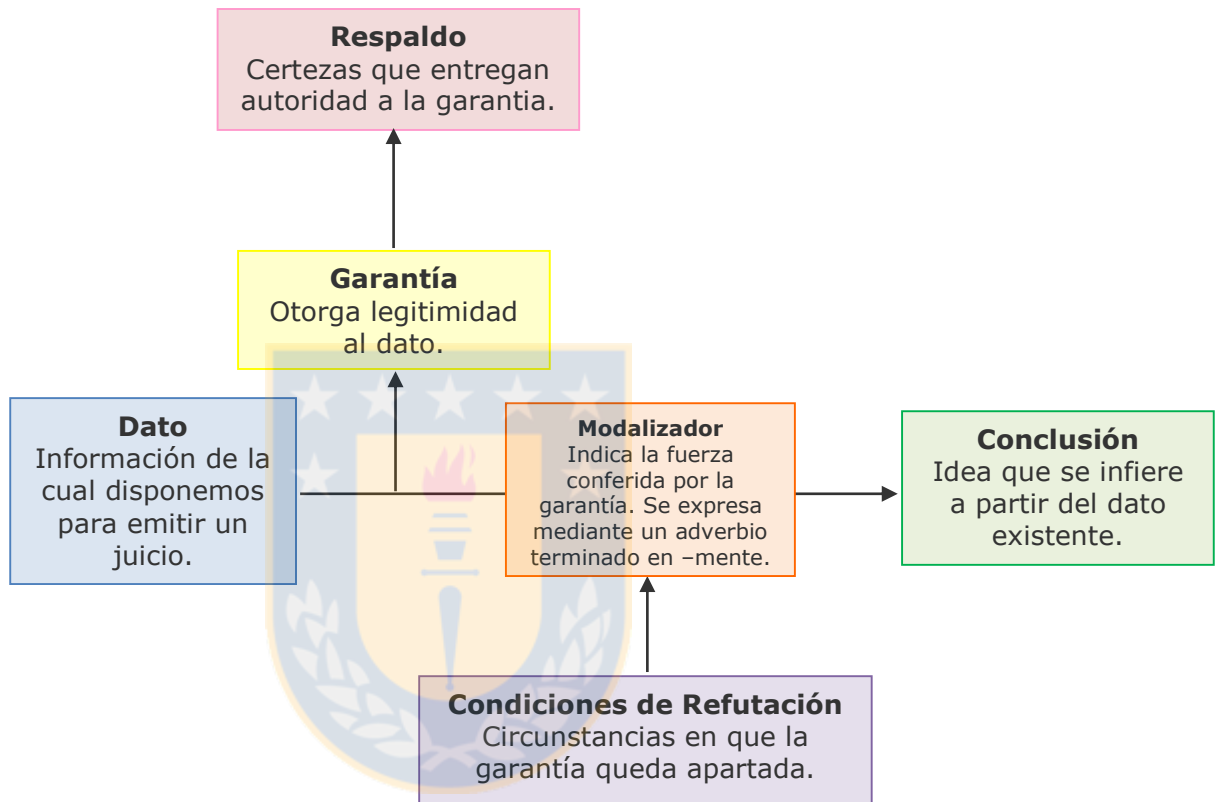 Respaldo
Certezas que entregan
autoridad a la garantia.
Garantía
Otorga legitimidad
al dato.
Dato
Información de la
cual disponemos
para emitir un
juicio.
Modalizador
Indica la fuerza
conferida por la
garantía. Se expresa
mediante un adverbio
terminado en –mente.
Conclusión
Idea que se infiere
a partir del dato
existente.
Condiciones de Refutación
Circunstancias en que la
garantía queda apartada.